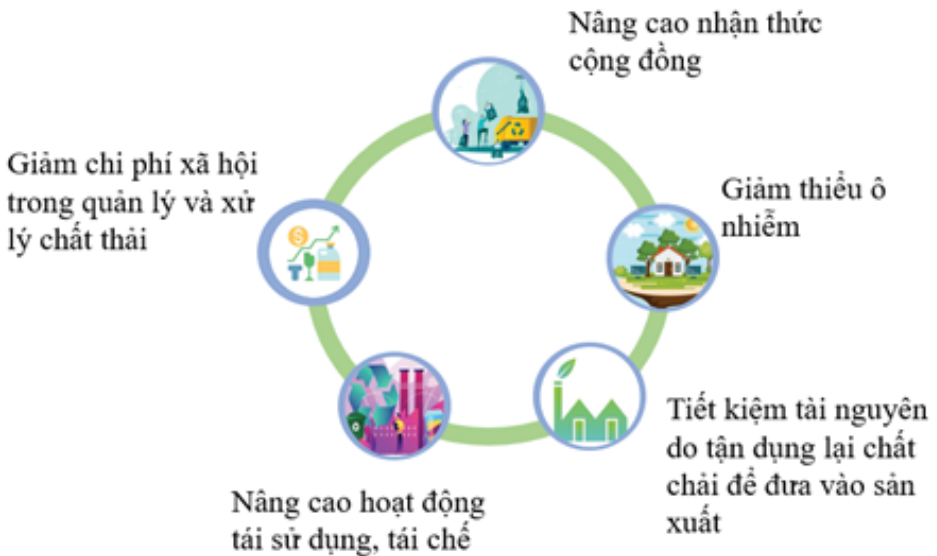 Nâng cao nhận thức
cộng đồng
Giảm thiểu ô
nhiễm
Tiết kiệm tài nguyên
do tận dụng lại chất
chải để đưa vào sản
xuất
Nâng cao hoạt động
tái sử dụng, tái chế
Giảm chi phí xã hội
trong quản lý và xử
lý chất thải